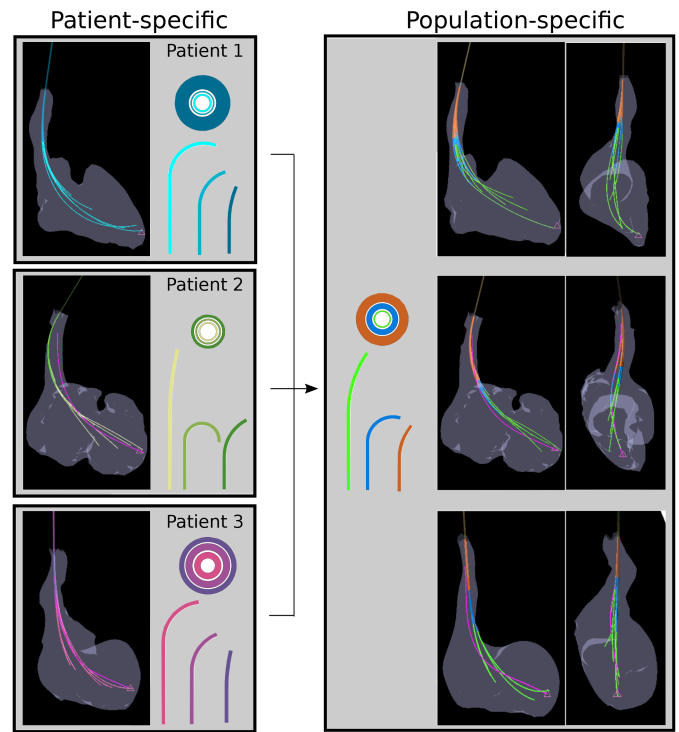 Patient-specific
Population-specific
Patient 1
Patient 2
Patient 3